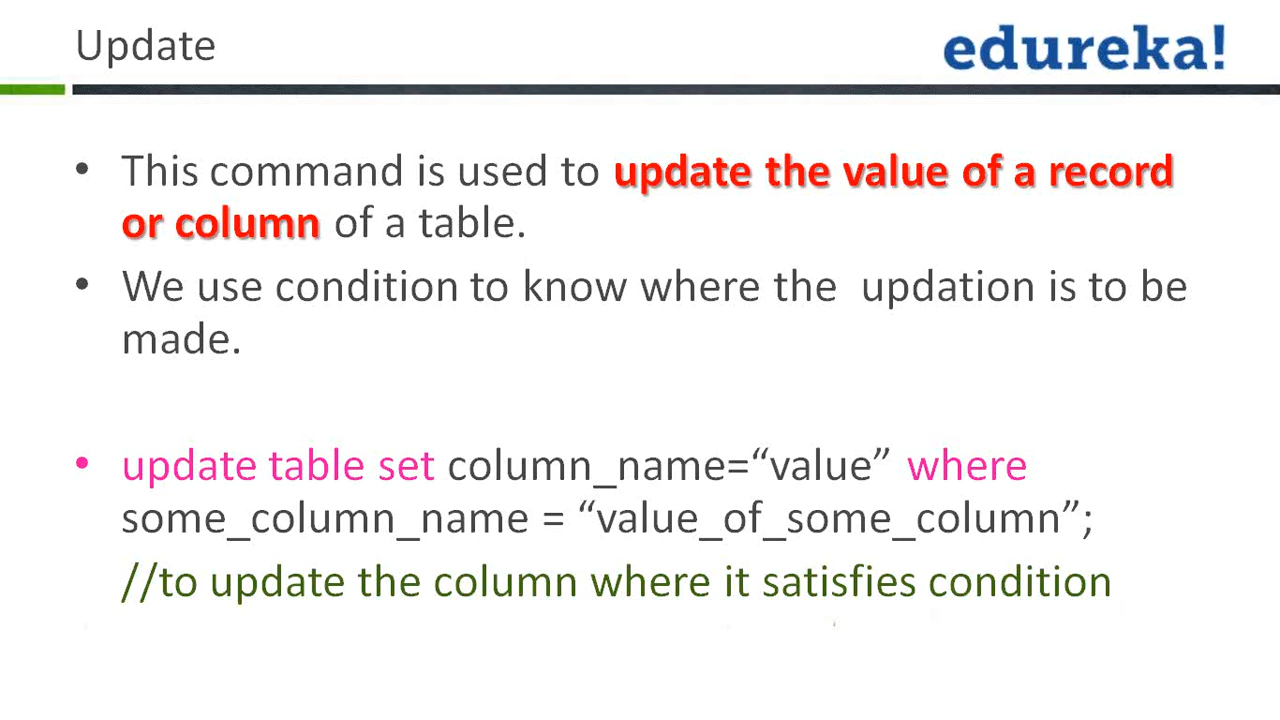 Update
edureka!
• This command is used to update the value of a record
or column of a table.
• We use condition to know where the  updation is to be
made.
• update table set column_name=“value” where
some_column_name = “value_of_some_column”;
//to update the column where it satisfies condition